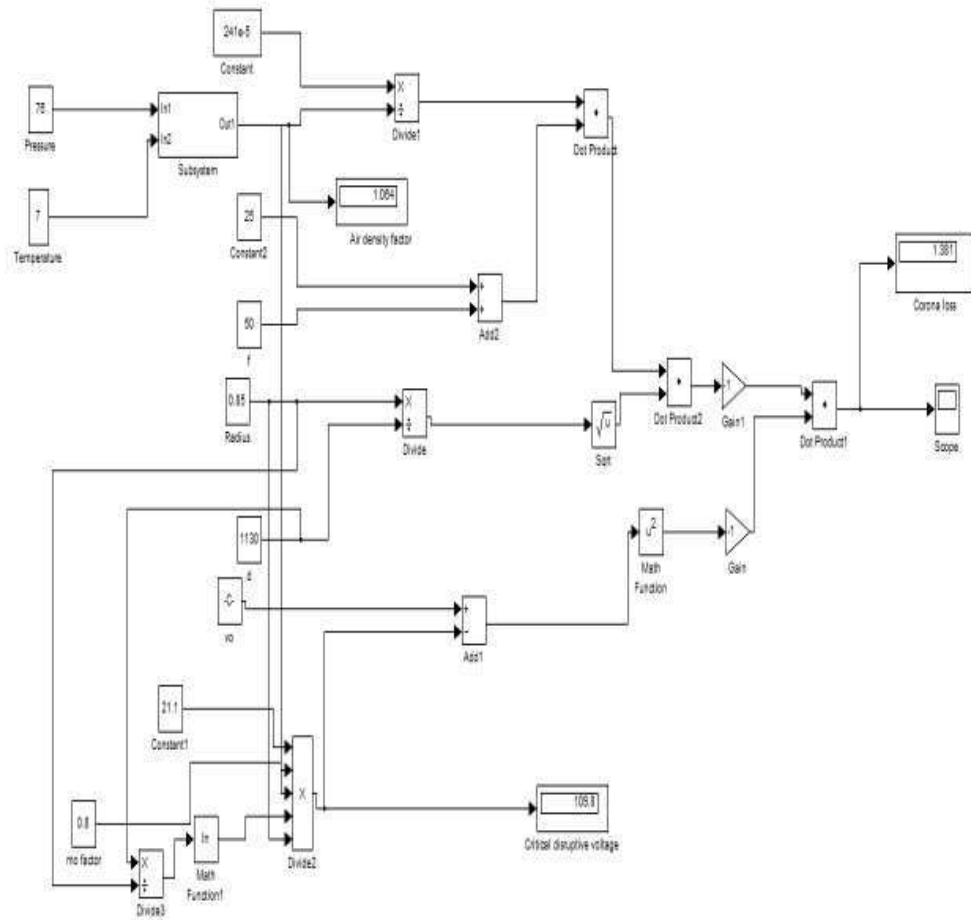 241e-5
Constant
X
÷
Divide1
76
Pressure
In1
In2
Out1
Subsystem
Dot Product
7
Temperature
1.064
Air density factor
25
Constant2
+
+
Add2
1.381
Corona loss
50
f
0.85
Radius
X
÷
Divide
√u
Sqrt
Dot Product2
-1
Gain1
Dot Product1
Scope
1130
d
u²
Math
Function
-1
Gain
-C-
vo
+
−
Add1
21.1
Constant1
X
Divide2
109.8
Critical disruptive voltage
0.8
mo factor
ln
Math
Function1
X
÷
Divide3